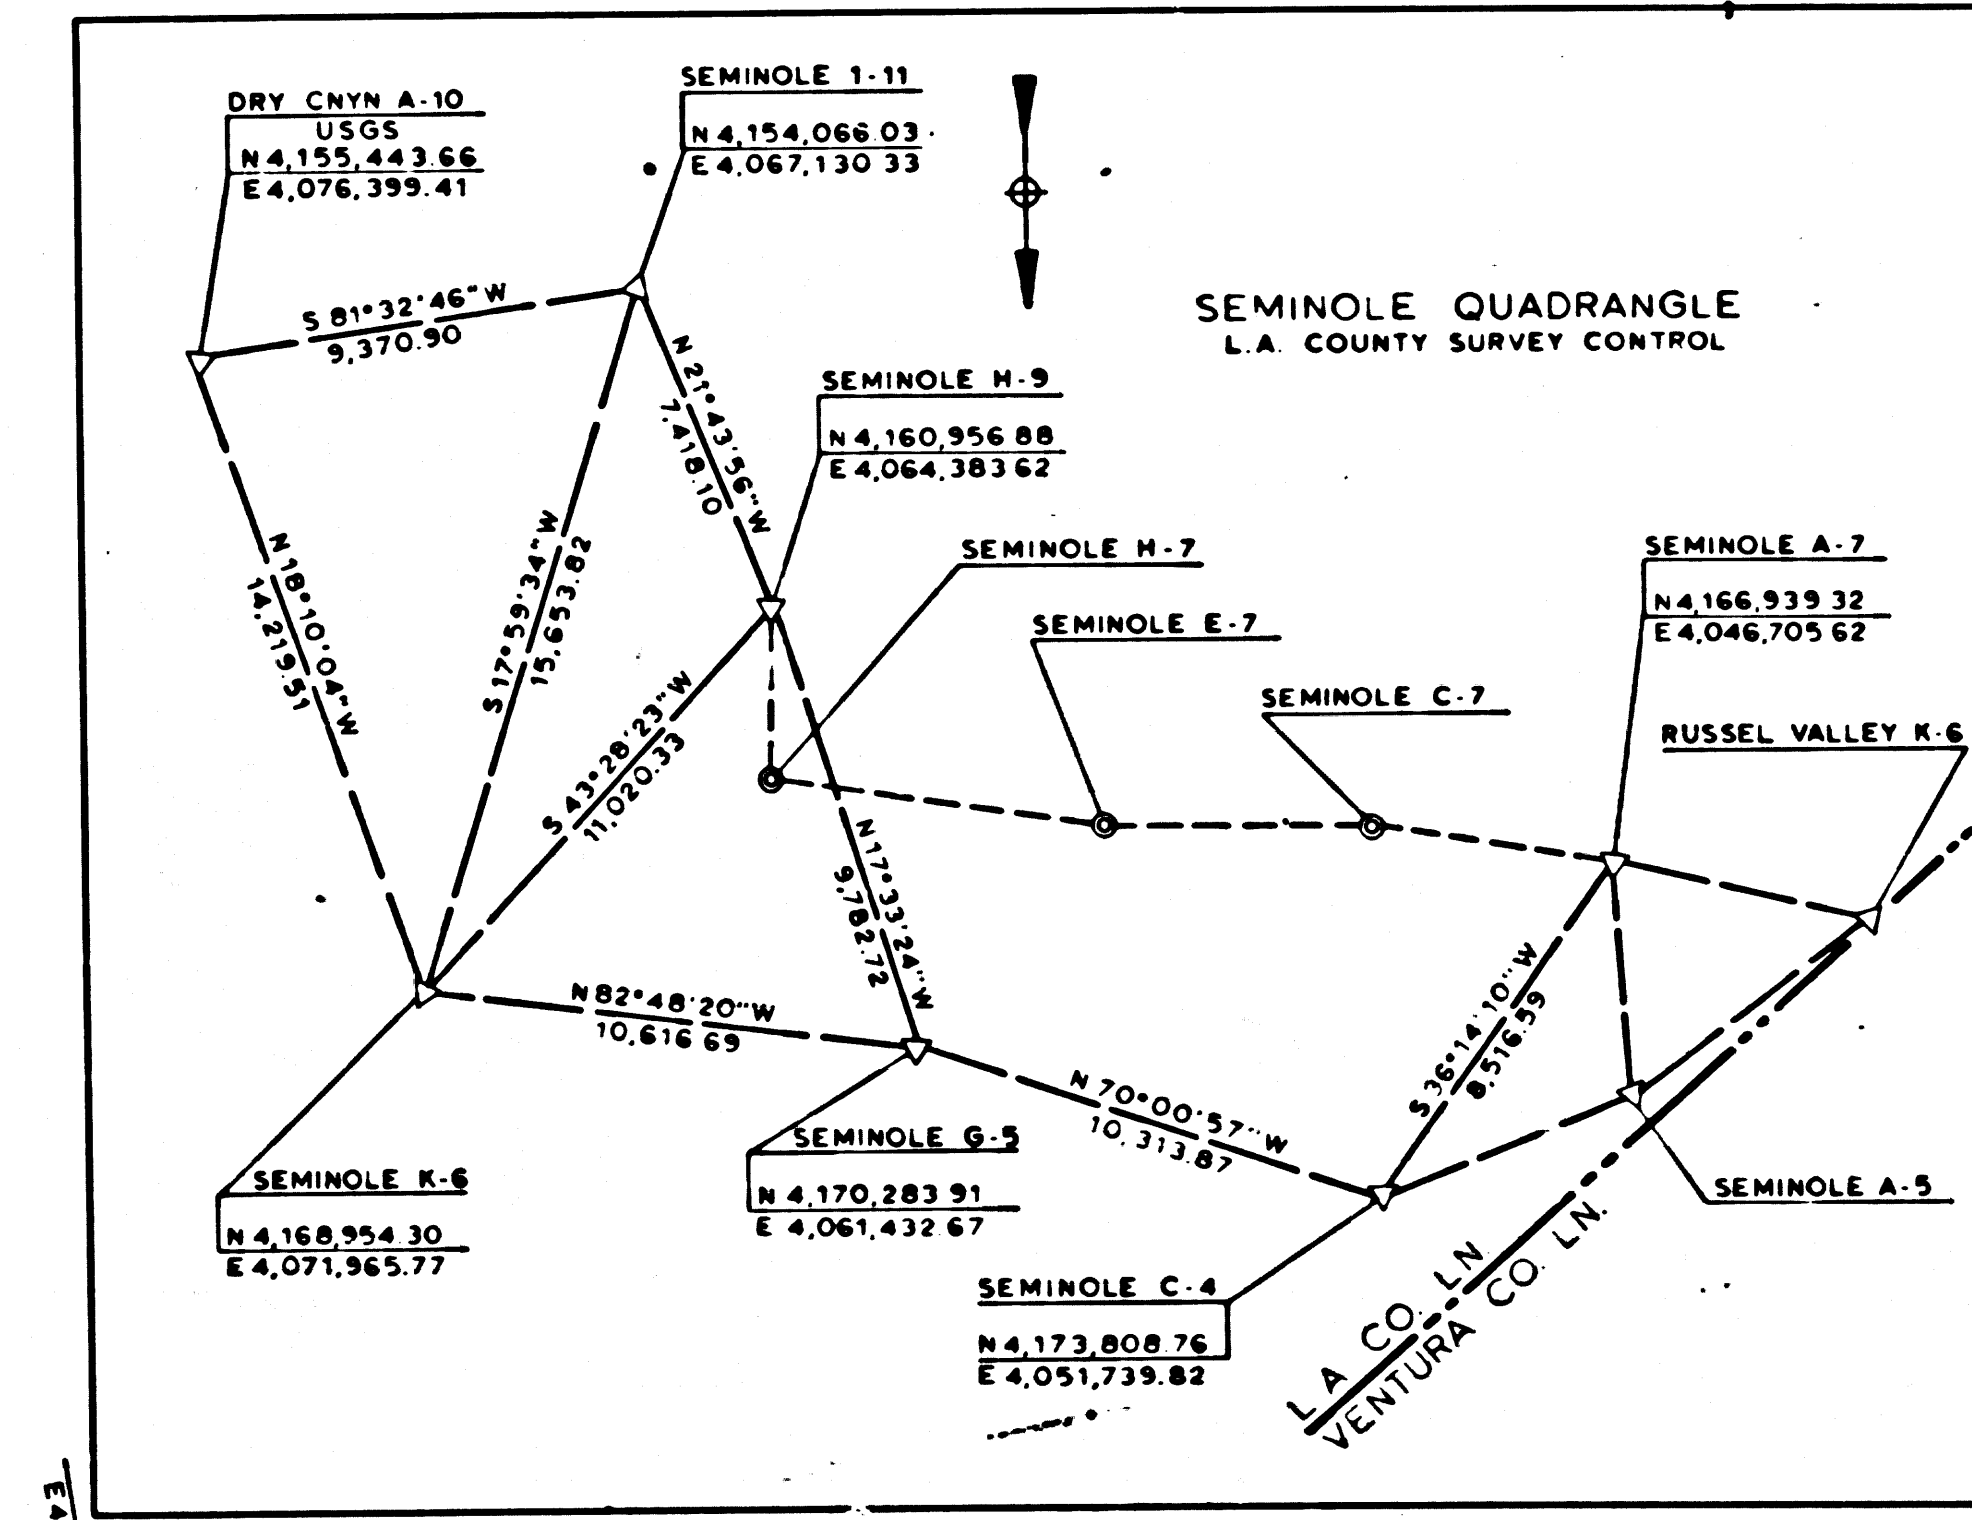 SEMINOLE 1-11
N 4,154,066.03
E 4,067,130 33
DRY CNYN A-10
USGS
N 4,155,443.66
E 4,076,399.41
SEMINOLE QUADRANGLE
L.A. COUNTY SURVEY CONTROL
S 81°32'46"W
9,370.90
N 21°43'56"W
7,418.10
SEMINOLE H-9
N 4,160,956 88
E 4,064,383 62
SEMINOLE H-7
SEMINOLE E-7
SEMINOLE C-7
SEMINOLE A-7
N 4,166,939 32
E 4,046,705 62
RUSSEL VALLEY K-6
N 18°10'04"W
14,219.51
S 17°59'34"W
15,653.82
S 43°28'23"W
11,020.33
N 17°33'24"W
9,782.72
N 82°48'20"W
10,616 69
N 70°00'57"W
10,313.87
S 36°14'10"W
8,516.59
SEMINOLE K-6
N 4,168,954.30
E 4,071,965.77
SEMINOLE G-5
N 4,170,283 91
E 4,061,432.67
SEMINOLE A-5
SEMINOLE C-4
N 4,173,808.76
E 4,051,739.82
L A CO. LN
VENTURA CO. LN.
E4